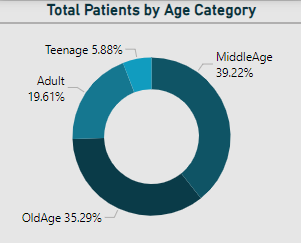 Total Patients by Age Category
Teenage 5.88%
MiddleAge
39.22%
Adult
19.61%
OldAge 35.29%